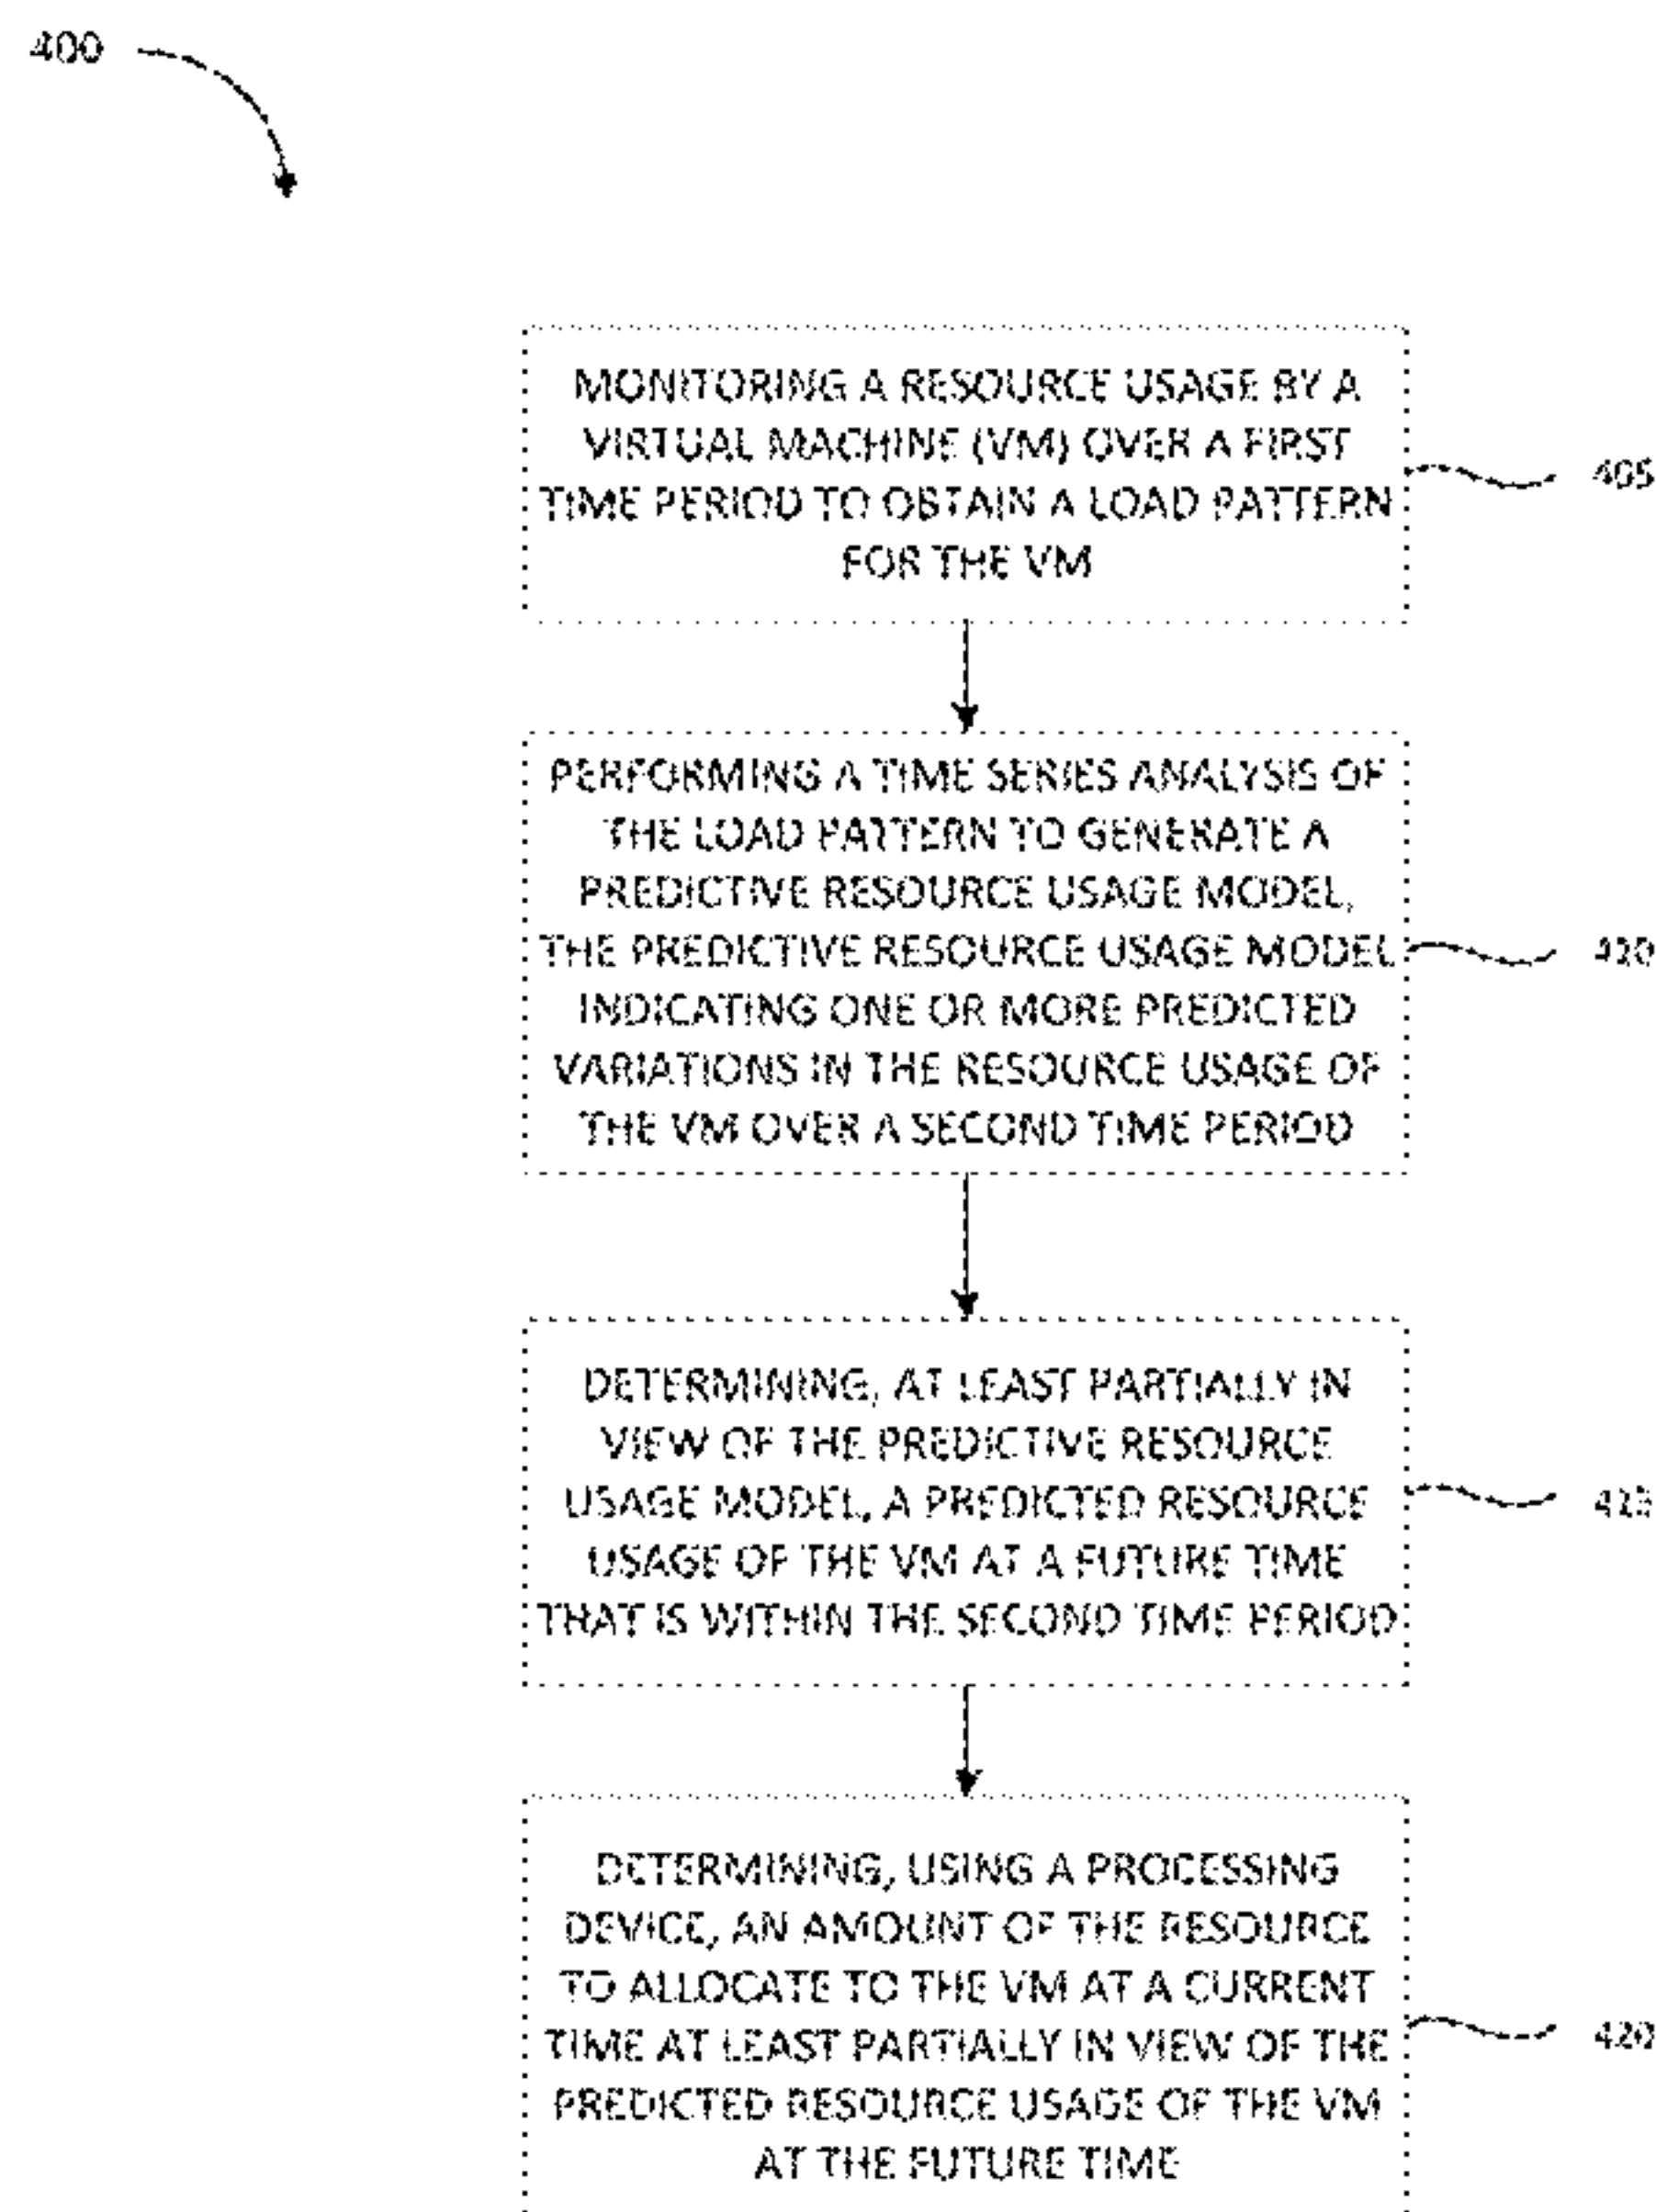 400
MONITORING A RESOURCE USAGE BY A
VIRTUAL MACHINE (VM) OVER A FIRST
TIME PERIOD TO OBTAIN A LOAD PATTERN
FOR THE VM
405
PERFORMING A TIME SERIES ANALYSIS OF
THE LOAD PATTERN TO GENERATE A
PREDICTIVE RESOURCE USAGE MODEL,
THE PREDICTIVE RESOURCE USAGE MODEL
INDICATING ONE OR MORE PREDICTED
VARIATIONS IN THE RESOURCE USAGE OF
THE VM OVER A SECOND TIME PERIOD
410
DETERMINING, AT LEAST PARTIALLY IN
VIEW OF THE PREDICTIVE RESOURCE
USAGE MODEL, A PREDICTED RESOURCE
USAGE OF THE VM AT A FUTURE TIME
THAT IS WITHIN THE SECOND TIME PERIOD
415
DETERMINING, USING A PROCESSING
DEVICE, AN AMOUNT OF THE RESOURCE
TO ALLOCATE TO THE VM AT A CURRENT
TIME AT LEAST PARTIALLY IN VIEW OF THE
PREDICTED RESOURCE USAGE OF THE VM
AT THE FUTURE TIME
420